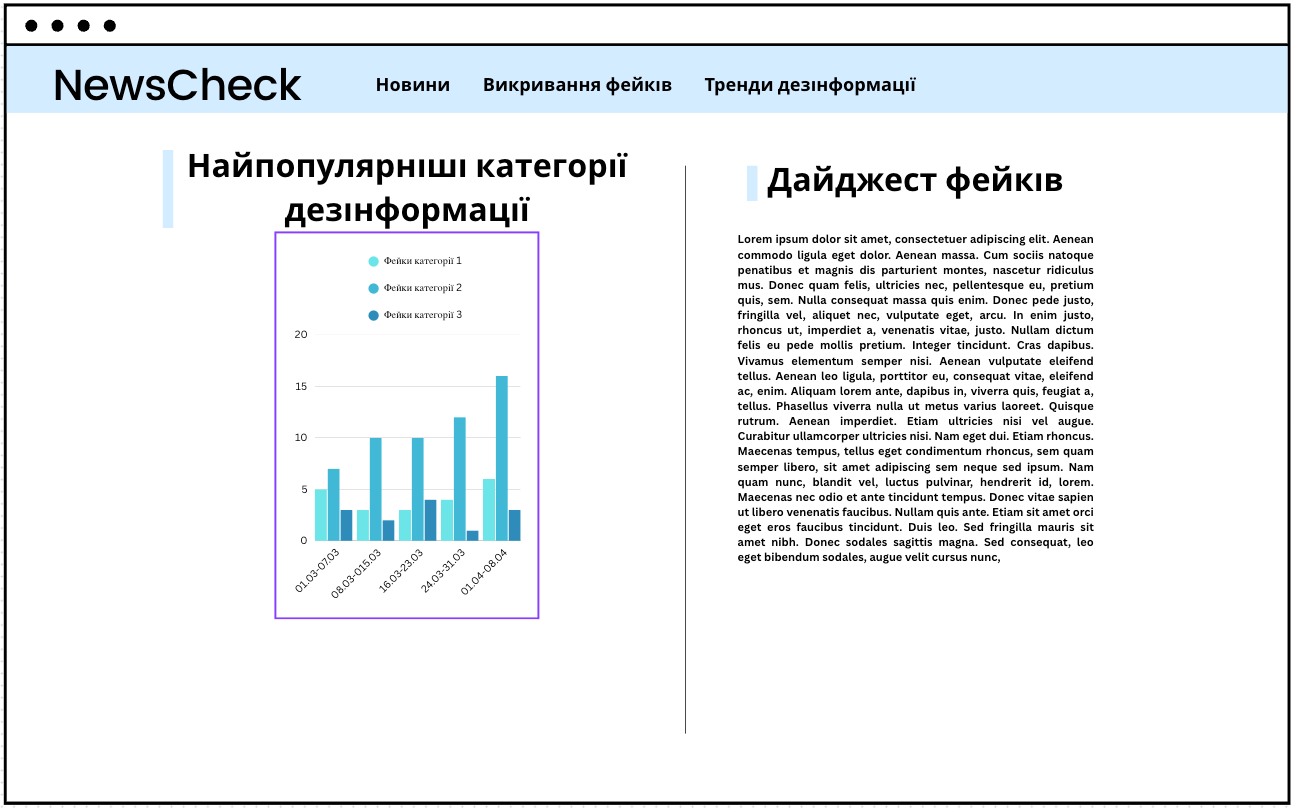 NewsCheck
Новини
Викривання фейків
Тренди дезінформації
Найпопулярніші категорії
дезінформації
Фейки категорії 1
Фейки категорії 2
Фейки категорії 3
20
15
10
5
0
01.03-07.03
08.03-015.03
16.03-23.03
24.03-31.03
01.04-08.04
Дайджест фейків
Lorem ipsum dolor sit amet, consectetuer adipiscing elit. Aenean
commodo ligula eget dolor. Aenean massa. Cum sociis natoque
penatibus et magnis dis parturient montes, nascetur ridiculus
mus. Donec quam felis, ultricies nec, pellentesque eu, pretium
quis, sem. Nulla consequat massa quis enim. Donec pede justo,
fringilla vel, aliquet nec, vulputate eget, arcu. In enim justo,
rhoncus ut, imperdiet a, venenatis vitae, justo. Nullam dictum
felis eu pede mollis pretium. Integer tincidunt. Cras dapibus.
Vivamus elementum semper nisi. Aenean vulputate eleifend
tellus. Aenean leo ligula, porttitor eu, consequat vitae, eleifend
ac, enim. Aliquam lorem ante, dapibus in, viverra quis, feugiat a,
tellus. Phasellus viverra nulla ut metus varius laoreet. Quisque
rutrum. Aenean imperdiet. Etiam ultricies nisi vel augue.
Curabitur ullamcorper ultricies nisi. Nam eget dui. Etiam rhoncus.
Maecenas tempus, tellus eget condimentum rhoncus, sem quam
semper libero, sit amet adipiscing sem neque sed ipsum. Nam
quam nunc, blandit vel, luctus pulvinar, hendrerit id, lorem.
Maecenas nec odio et ante tincidunt tempus. Donec vitae sapien
ut libero venenatis faucibus. Nullam quis ante. Etiam sit amet orci
eget eros faucibus tincidunt. Duis leo. Sed fringilla mauris sit
amet nibh. Donec sodales sagittis magna. Sed consequat, leo
eget bibendum sodales, augue velit cursus nunc,